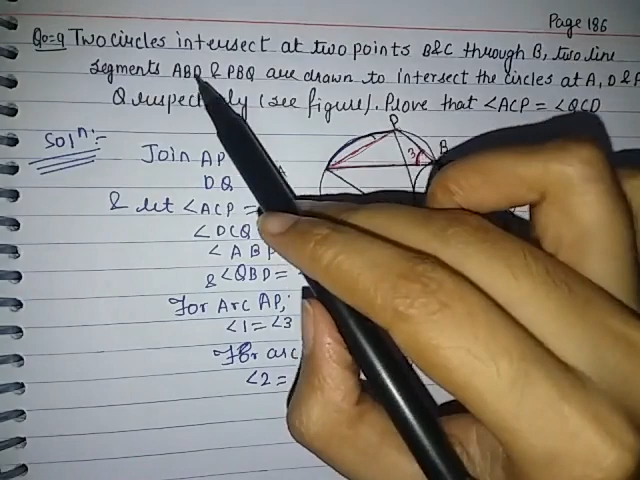 Page 186
Qo=9 Two circles intersect at two points B&C through B, two line
segments ABD & PBQ are drawn to intersect the circles at A, D & P
Q respectively (see figure). Prove that ∠ACP = ∠QCD
Solⁿ:-
Join AP
DQ
& let ∠ACP =
∠DCQ
∠ABP
& ∠QBD =
For Arc AP,
∠1=∠3
For arc
∠2=
P
B
3